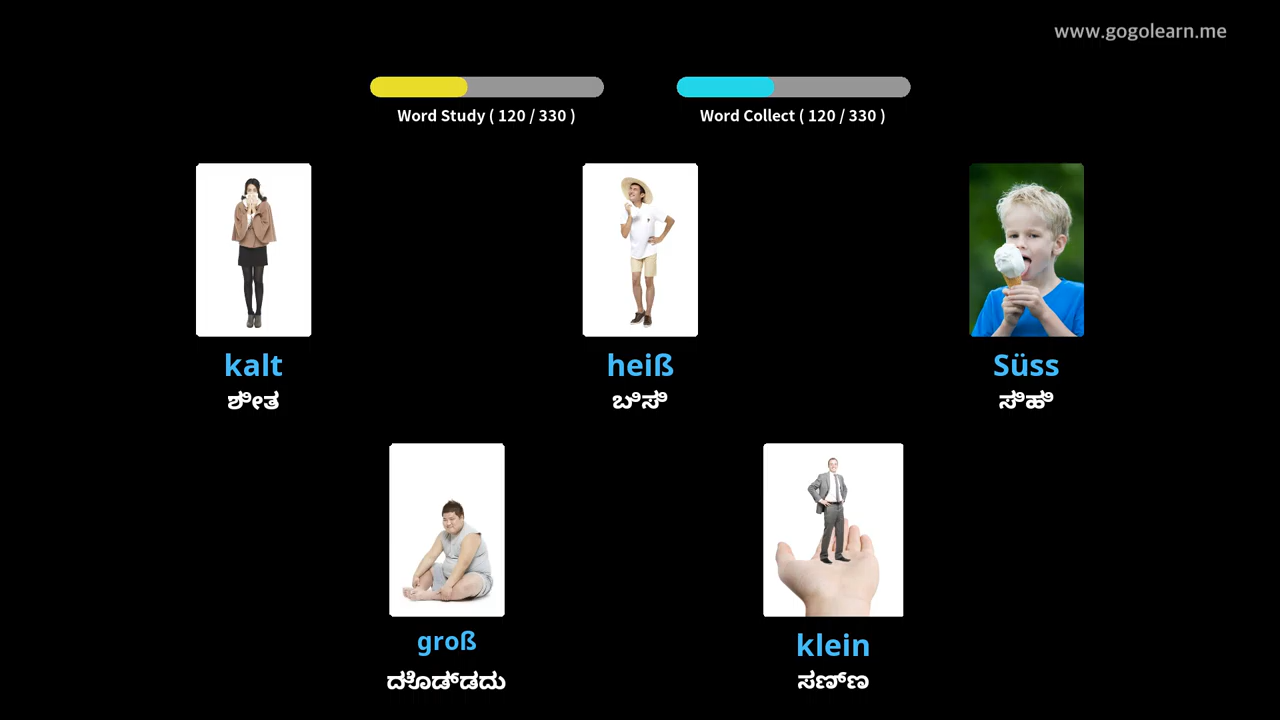 www.gogolearn.me
Word Study ( 120 / 330 )
Word Collect ( 120 / 330 )
kalt
ಶೀತ
heiß
ಬಿಸಿ
Süss
ಸಿಹಿ
groß
ದೊಡ್ಡದು
klein
ಸಣ್ಣ